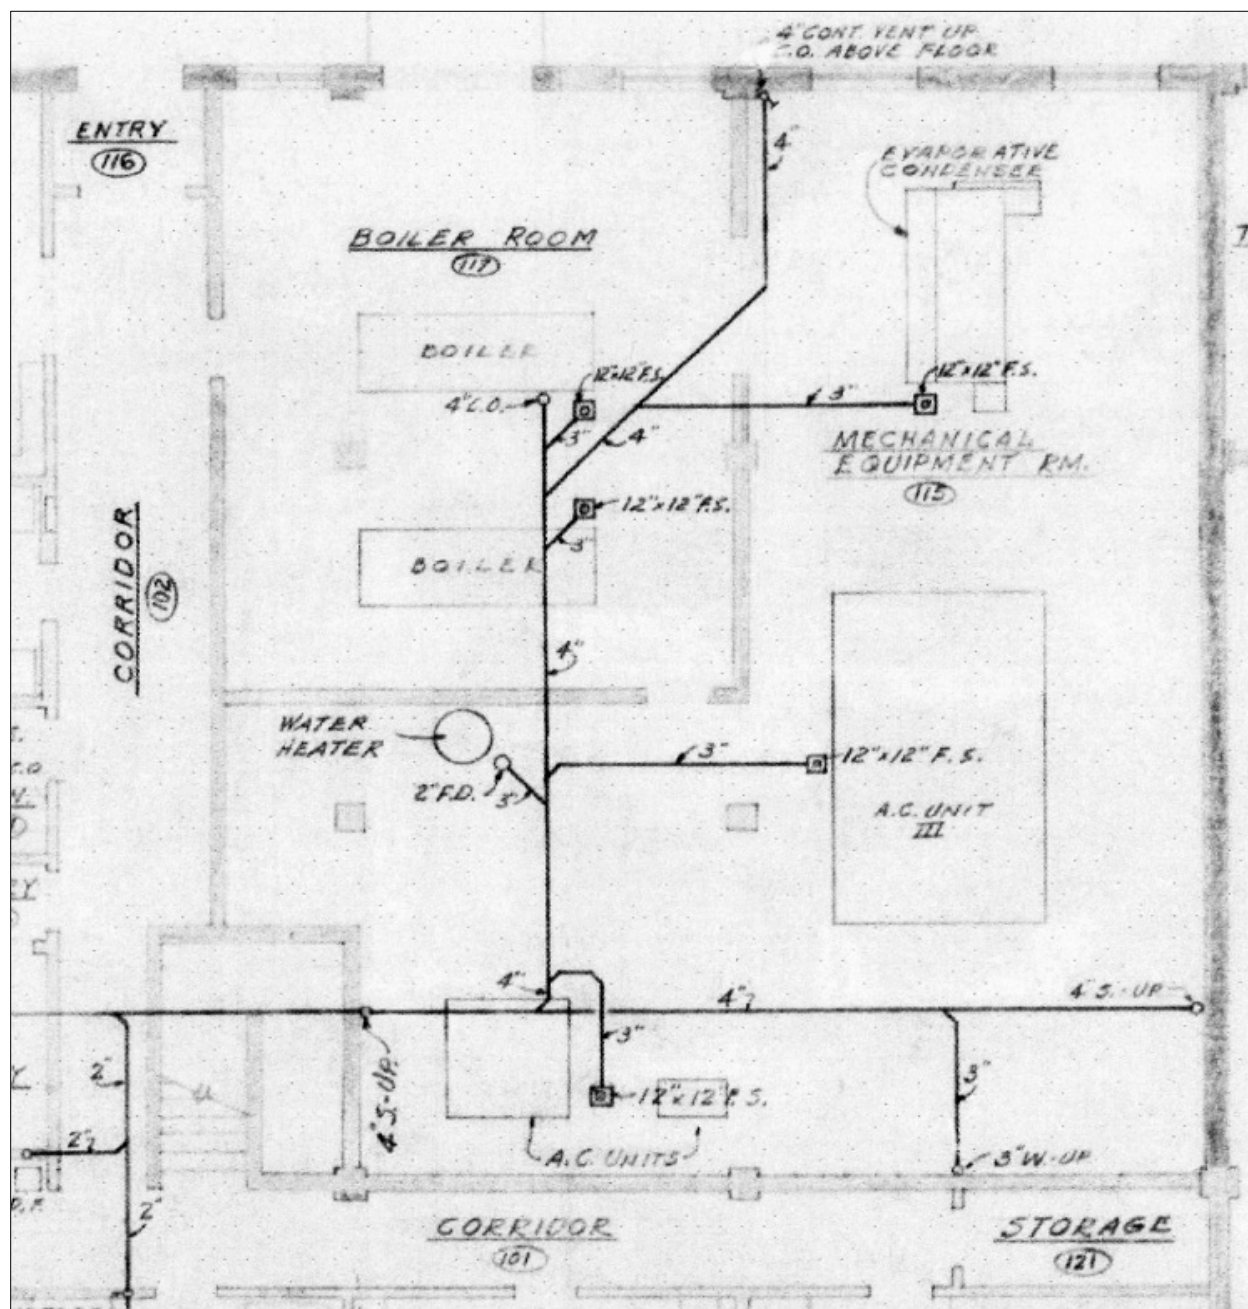 4" CONT. VENT UP
C.O. ABOVE FLOOR
ENTRY
116
4"
EVAPORATIVE
CONDENSER
BOILER ROOM
117
BOILER
12"x12" F.S.
12"x12" F.S.
4" C.O.
3"
4"
3"
MECHANICAL
EQUIPMENT RM.
115
12"x12" F.S.
3"
BOILER
CORRIDOR
102
4"
WATER
HEATER
3"
12"x12" F.S.
2" F.D.
3"
A.C. UNIT
III
4"
4"
4" S.-UP
3"
2"
U
4" S.-UP.
3"
12"x12" F.S.
2"
A.C. UNITS
3" W.-UP
2"
CORRIDOR
101
STORAGE
121